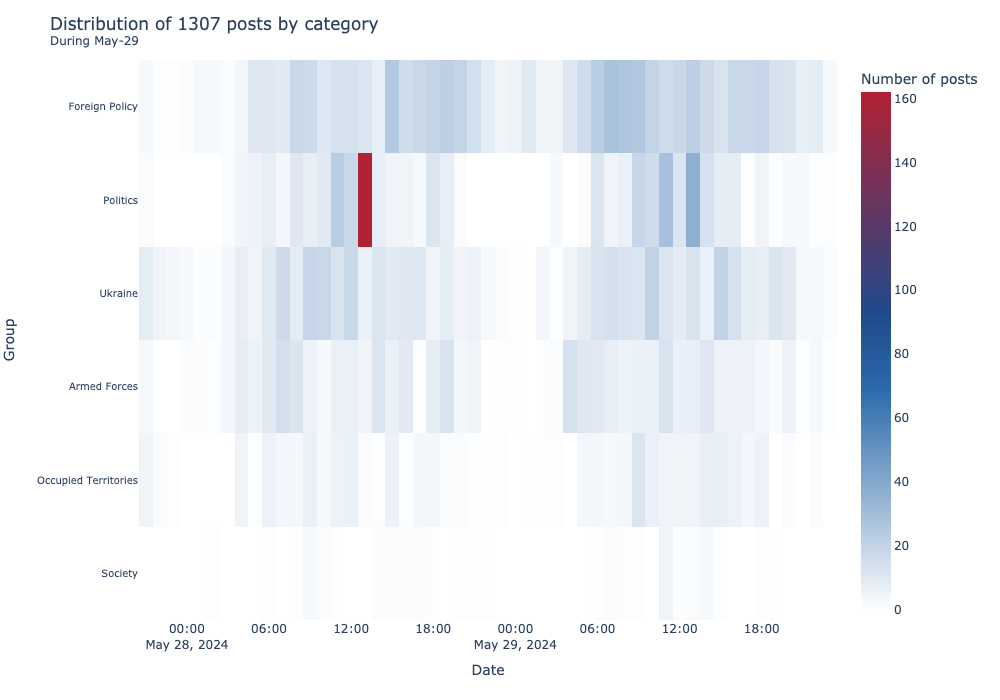 Distribution of 1307 posts by category
During May-29
Number of posts
160
140
120
100
80
60
40
20
0
Group
Foreign Policy
Politics
Ukraine
Armed Forces
Occupied Territories
Society
00:00 06:00 12:00 18:00 00:00 06:00 12:00 18:00
May 28, 2024 May 29, 2024
Date